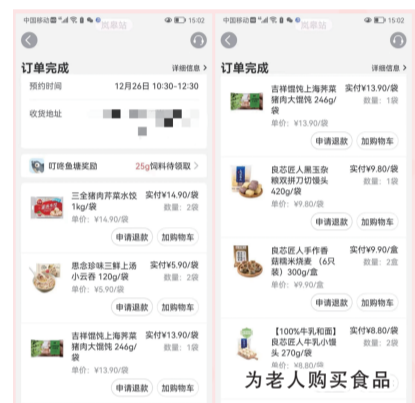 中国移动
15:02
岚皋站
订单完成
详细信息 >
预约时间
12月26日 10:30-12:30
收货地址
叮咚鱼塘奖励
25g饲料待领取 >
三全猪肉芹菜水饺 1kg/袋
实付¥14.90/袋
数量：2袋
单价：¥14.90/袋
申请退款
加购物车
思念珍味三鲜上汤小云吞 120g/袋
实付¥5.90/袋
数量：2袋
单价：¥5.90/袋
申请退款
加购物车
吉祥馄饨上海荠菜猪肉大馄饨 246g/袋
实付¥13.90/袋
数量：1袋
单价：¥13.90/袋
申请退款
加购物车
中国移动
15:02
岚皋站
订单完成
详细信息 >
吉祥馄饨上海荠菜
猪肉大馄饨 246g/
袋
实付¥13.90/袋
数量：1袋
单价：¥13.90/袋
申请退款
加购物车
良芯匠人黑玉杂
粮双拼刀切馒头
420g/袋
实付¥9.80/袋
数量：1袋
单价：¥9.80/袋
申请退款
加购物车
良芯匠人手作香
菇糯米烧麦（6只
装）300g/盒
实付¥9.90/盒
数量：2盒
单价：¥9.90/盒
申请退款
加购物车
【100%牛乳和面】
良芯匠人牛乳小馒
头 270g/袋
实付¥8.80/袋
数量：2袋
单价：¥8.80/袋
为老人购买食品